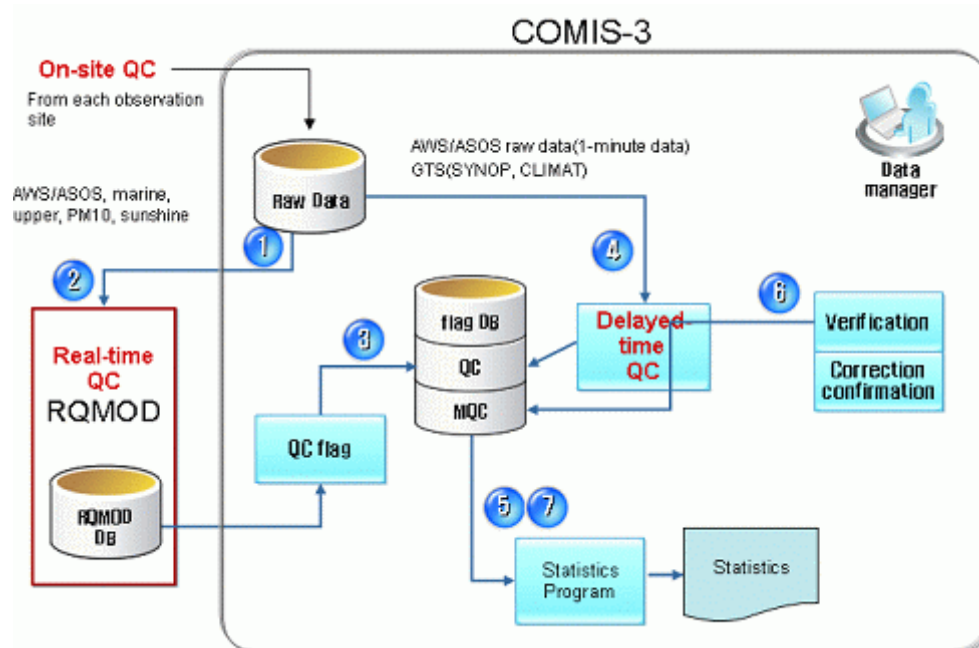 COMIS-3
On-site QC
From each observation
site
AWS/ASOS raw data(1-minute data)
GTS(SYNOP, CLIMAT)
Data
manager
Raw Data
AWS/ASOS, marine,
upper, PM10, sunshine
1
2
4
6
flag DB
QC
MQC
Delayed-
time
QC
Verification
Correction
confirmation
Real-time
QC
RQMOD
3
QC flag
RQMOD
DB
5 7
Statistics
Program
Statistics